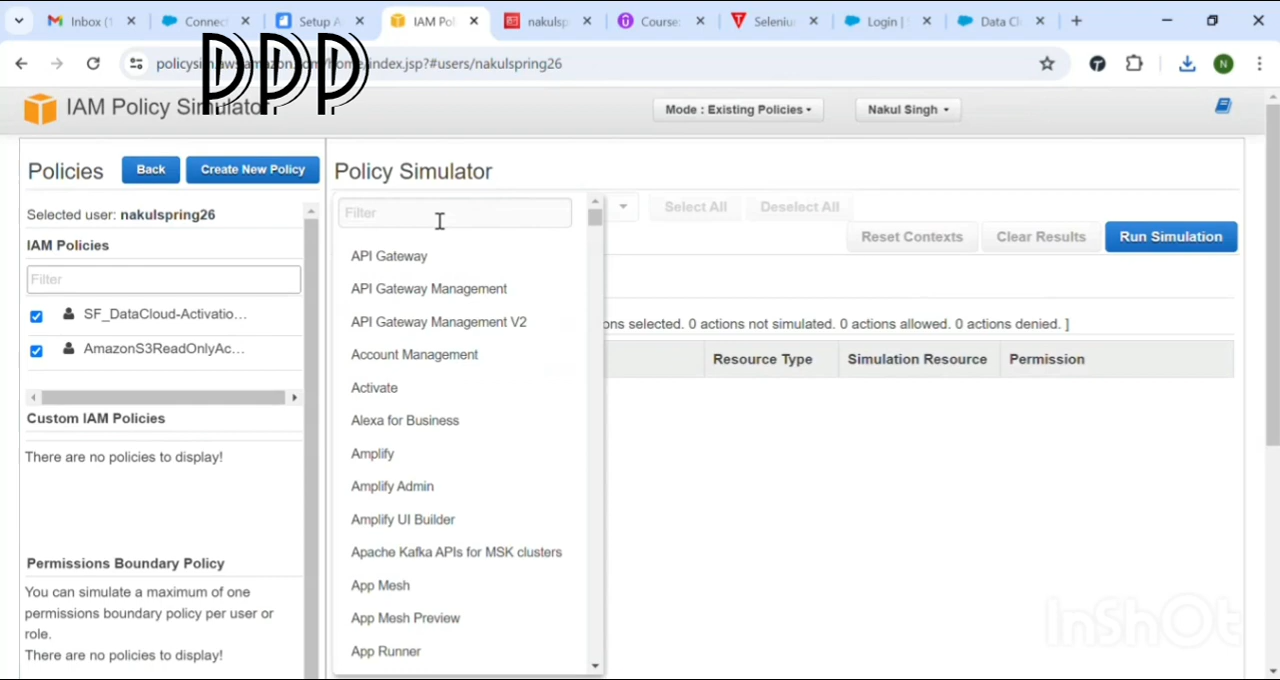 Inbox (1
Connec
Setup A
IAM Pol
nakulsp
Course:
Seleniu
Login |
Data Cl
DDD
nakulspring26
IAM Policy Simulator
Mode : Existing Policies
Nakul Singh
Policies
Back
Create New Policy
Policy Simulator
Selected user: nakulspring26
Filter
Select All
Deselect All
IAM Policies
Reset Contexts
Clear Results
Run Simulation
Filter
API Gateway
API Gateway Management
SF_DataCloud-Activatio...
API Gateway Management V2
ons selected. 0 actions not simulated. 0 actions allowed. 0 actions denied. ]
AmazonS3ReadOnlyAc...
Account Management
Resource Type
Simulation Resource
Permission
Activate
Custom IAM Policies
Alexa for Business
There are no policies to display!
Amplify
Amplify Admin
Amplify UI Builder
Apache Kafka APIs for MSK clusters
Permissions Boundary Policy
App Mesh
You can simulate a maximum of one
permissions boundary policy per user or
role.
App Mesh Preview
There are no policies to display!
App Runner
InShOt